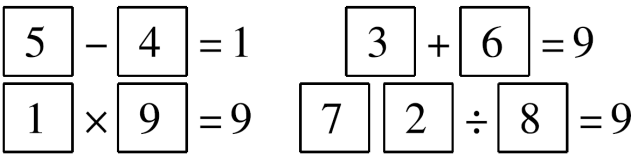 5 − 4 = 1    3 + 6 = 9
1 × 9 = 9    7 2 ÷ 8 = 9